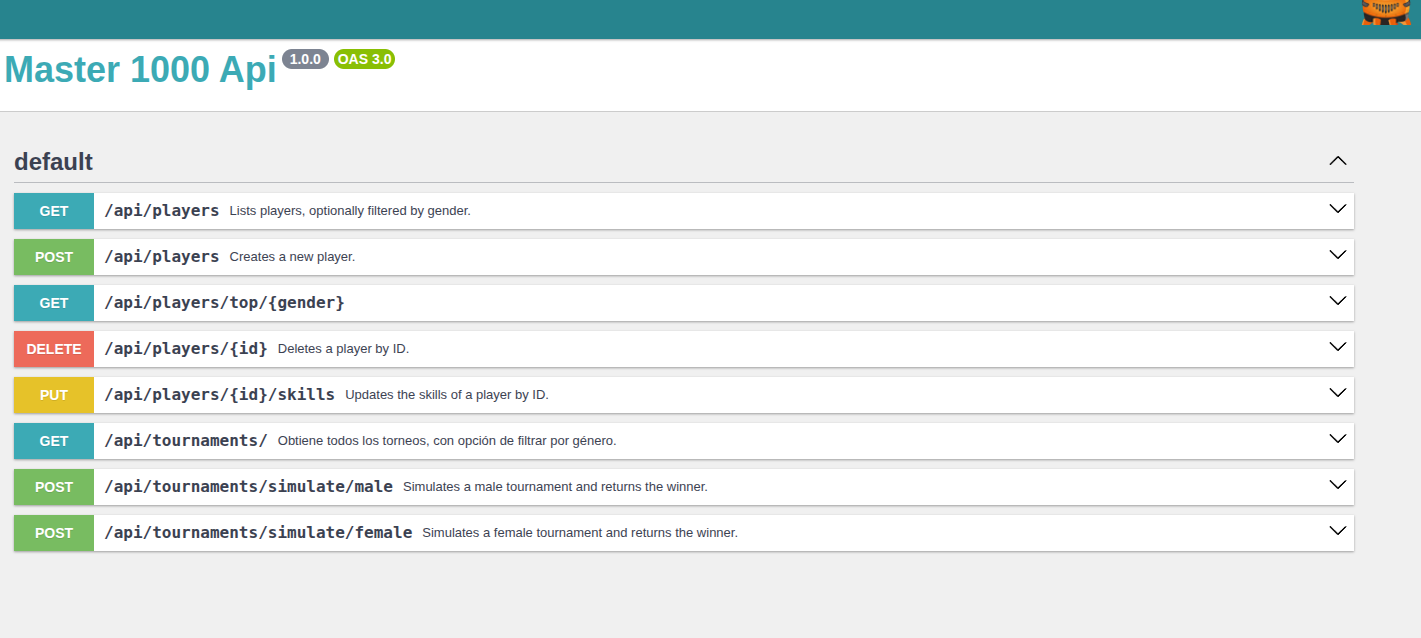 Master 1000 Api 1.0.0 OAS 3.0
default
GET /api/players Lists players, optionally filtered by gender.
POST /api/players Creates a new player.
GET /api/players/top/{gender}
DELETE /api/players/{id} Deletes a player by ID.
PUT /api/players/{id}/skills Updates the skills of a player by ID.
GET /api/tournaments/ Obtiene todos los torneos, con opción de filtrar por género.
POST /api/tournaments/simulate/male Simulates a male tournament and returns the winner.
POST /api/tournaments/simulate/female Simulates a female tournament and returns the winner.